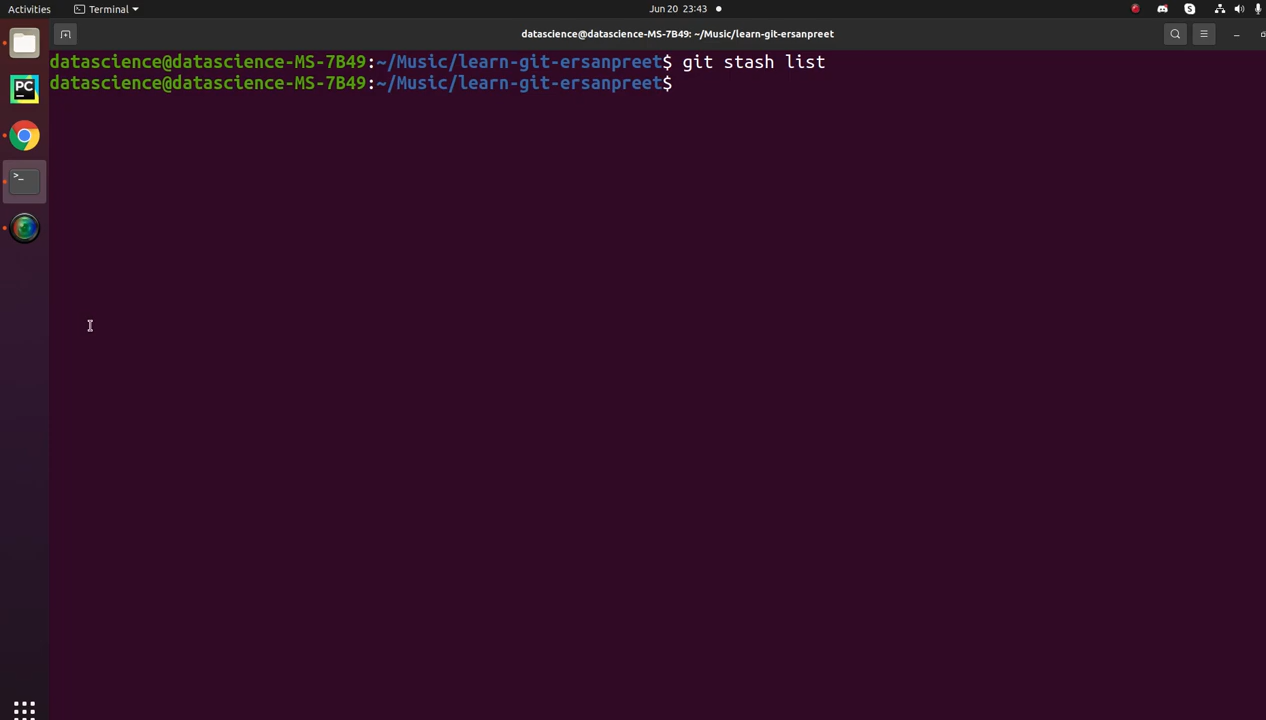 Activities
Terminal
Jun 20 23:43
datascience@datascience-MS-7B49: ~/Music/learn-git-ersanpreet
datascience@datascience-MS-7B49:~/Music/learn-git-ersanpreet$ git stash list
datascience@datascience-MS-7B49:~/Music/learn-git-ersanpreet$
PC
>_
S